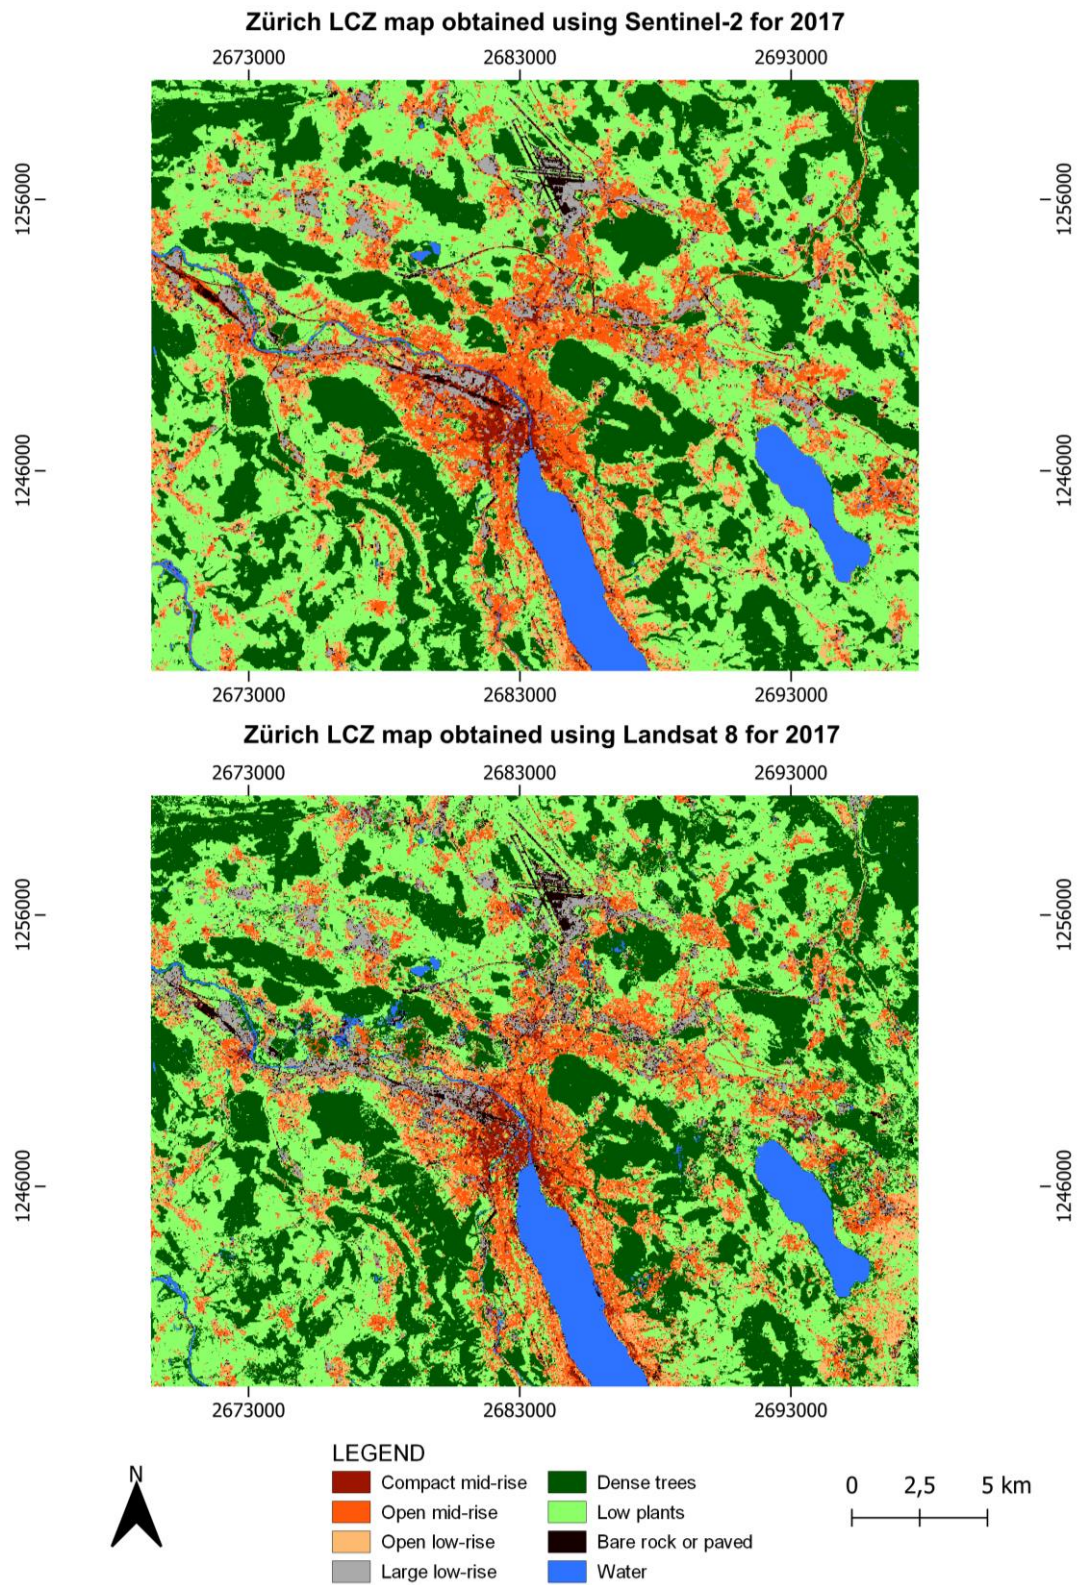 Zürich LCZ map obtained using Sentinel-2 for 2017
2673000 2683000 2693000
1256000 1256000
1246000 1246000
2673000 2683000 2693000
Zürich LCZ map obtained using Landsat 8 for 2017
2673000 2683000 2693000
1256000 1256000
1246000 1246000
2673000 2683000 2693000
N
LEGEND
Compact mid-rise
Open mid-rise
Open low-rise
Large low-rise
Dense trees
Low plants
Bare rock or paved
Water
0 2,5 5 km